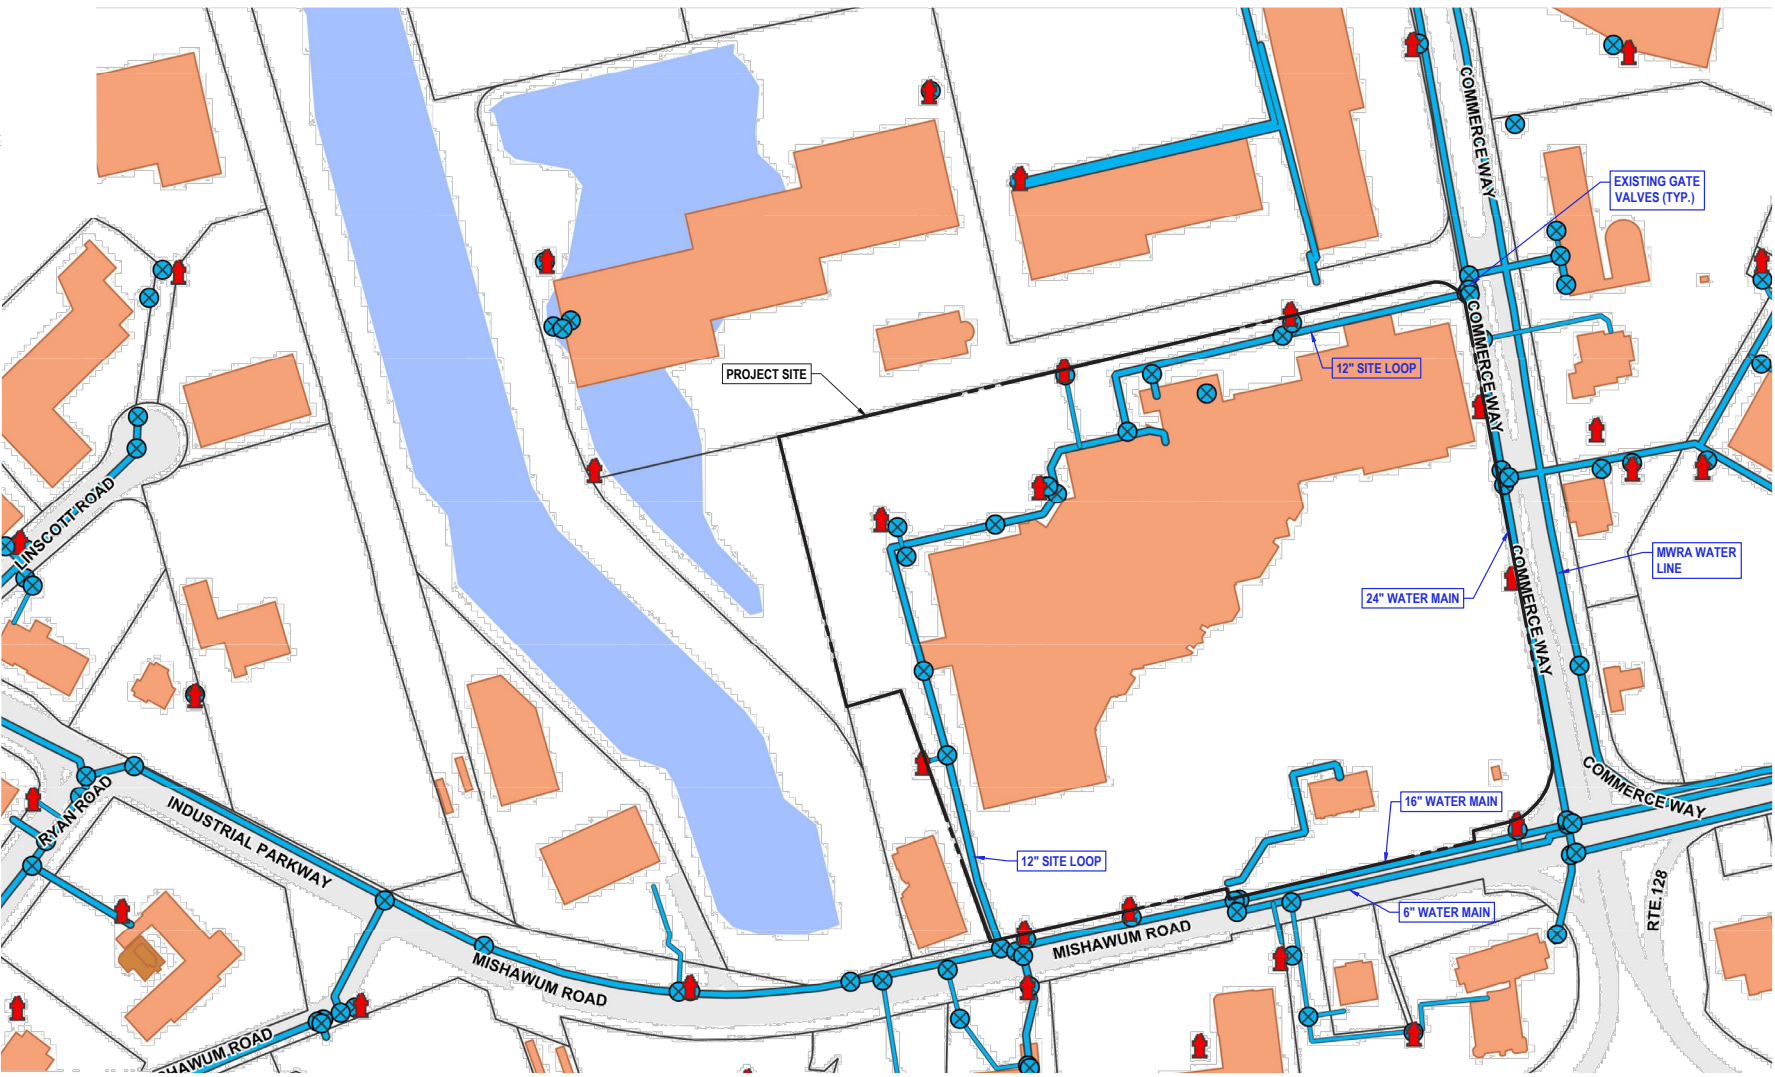 COMMERCE WAY
EXISTING GATE
VALVES (TYP.)
COMMERCE WAY
12" SITE LOOP
PROJECT SITE
LINSCOTT ROAD
MWRA WATER
LINE
24" WATER MAIN
COMMERCE WAY
COMMERCE WAY
16" WATER MAIN
RYAN ROAD
INDUSTRIAL PARKWAY
12" SITE LOOP
6" WATER MAIN
RTE.128
MISHAWUM ROAD
MISHAWUM ROAD
SHAWUM ROAD